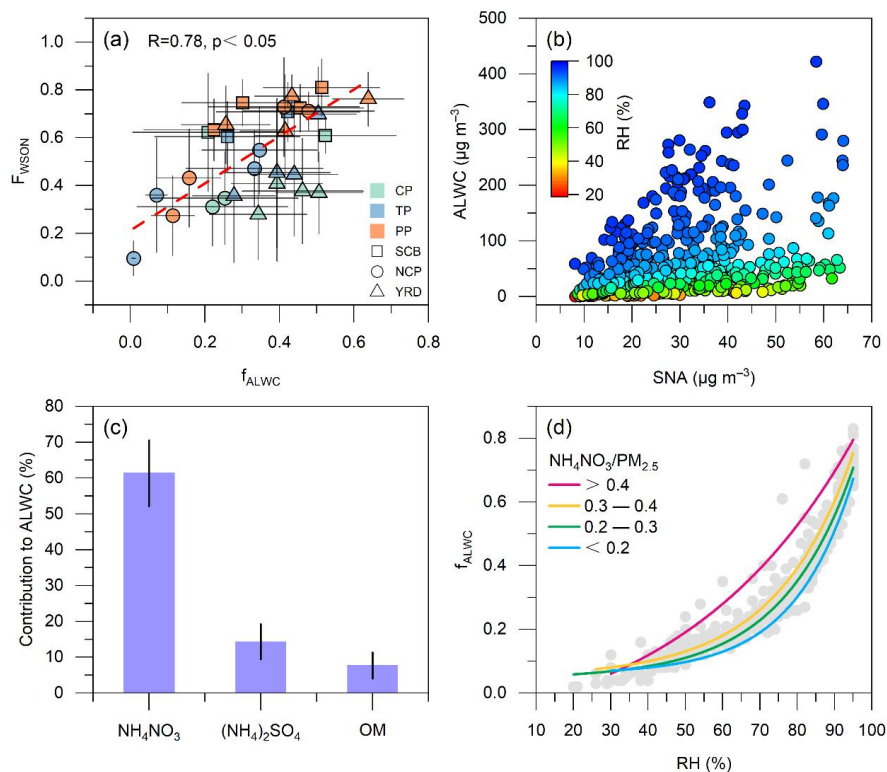 (a)
R=0.78, p< 0.05
1.0
0.8
0.6
0.4
0.2
0.0
F_WSON
CP
TP
PP
SCB
NCP
YRD
0.0 0.2 0.4 0.6 0.8
f_ALWC
(b)
500
450
400
350
300
250
200
150
100
50
0
ALWC (µg m⁻³)
100
80
60
40
20
RH (%)
0 10 20 30 40 50 60 70
SNA (µg m⁻³)
(c)
80
70
60
50
40
30
20
10
0
Contribution to ALWC (%)
NH₄NO₃ (NH₄)₂SO₄ OM
(d)
0.8
0.6
0.4
0.2
0.0
f_ALWC
NH₄NO₃/PM₂.₅
> 0.4
0.3 — 0.4
0.2 — 0.3
< 0.2
10 20 30 40 50 60 70 80 90 100
RH (%)